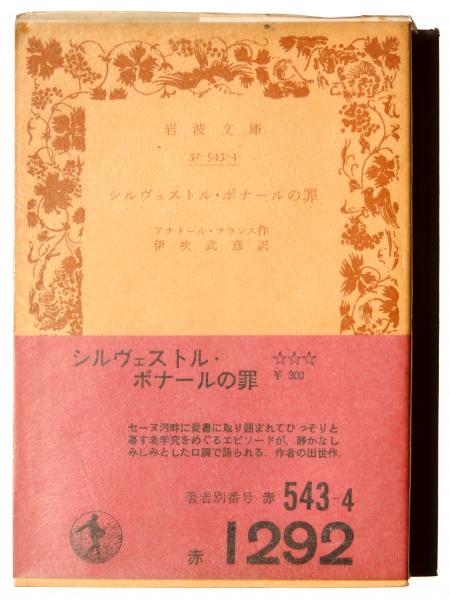 岩波文庫
32-543-4
シルヴェストル・ボナールの罪
アナトール・フランス作
伊吹武彦訳
シルヴェストル・
ボナールの罪
☆☆☆
¥ 300
セーヌ河畔に愛書に取り囲まれてひっそりと
暮す老学究をめぐるエピソードが、静かなし
みじみとした口調で語られる. 作者の出世作.
著者別番号 赤 543-4
赤 1292